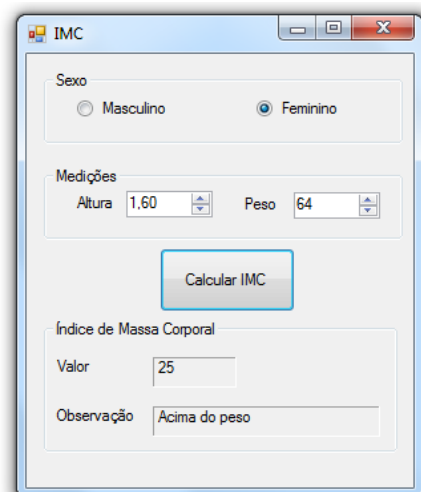 IMC
Sexo
Masculino Feminino
Medições
Altura 1,60 Peso 64
Calcular IMC
Índice de Massa Corporal
Valor 25
Observação Acima do peso